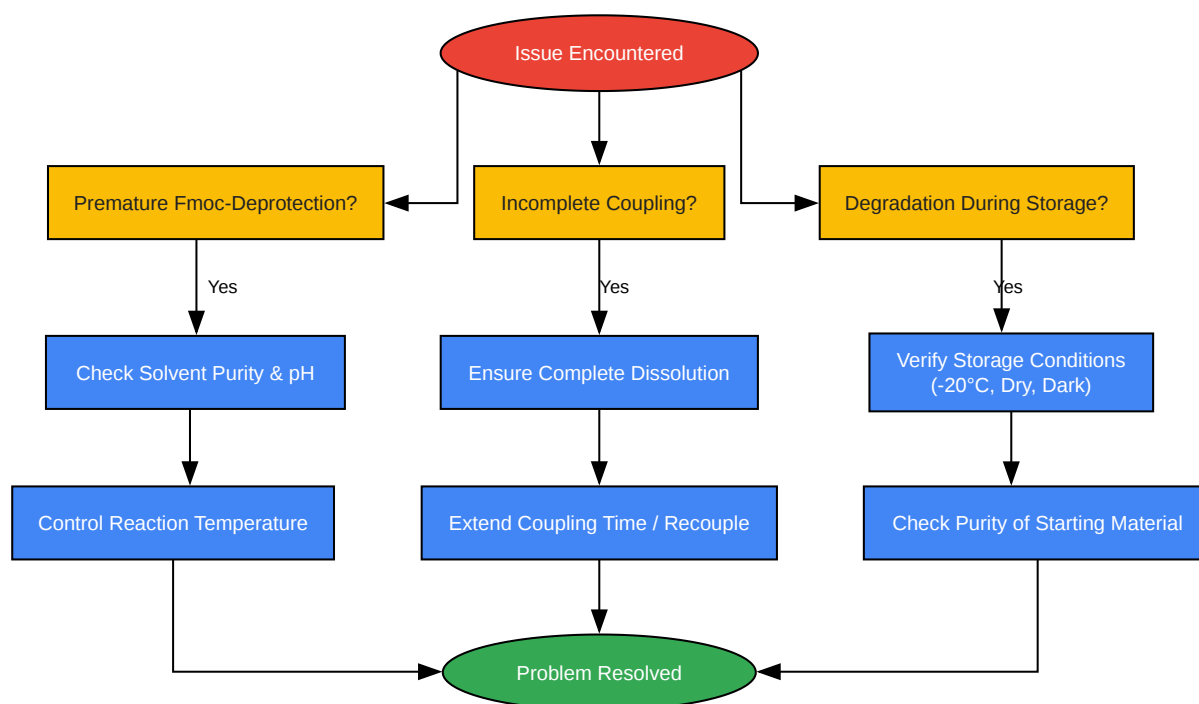 Issue Encountered
Premature Fmoc-Deprotection?
Incomplete Coupling?
Degradation During Storage?
Yes
Yes
Yes
Check Solvent Purity & pH
Ensure Complete Dissolution
Verify Storage Conditions
(-20°C, Dry, Dark)
Control Reaction Temperature
Extend Coupling Time / Recouple
Check Purity of Starting Material
Problem Resolved